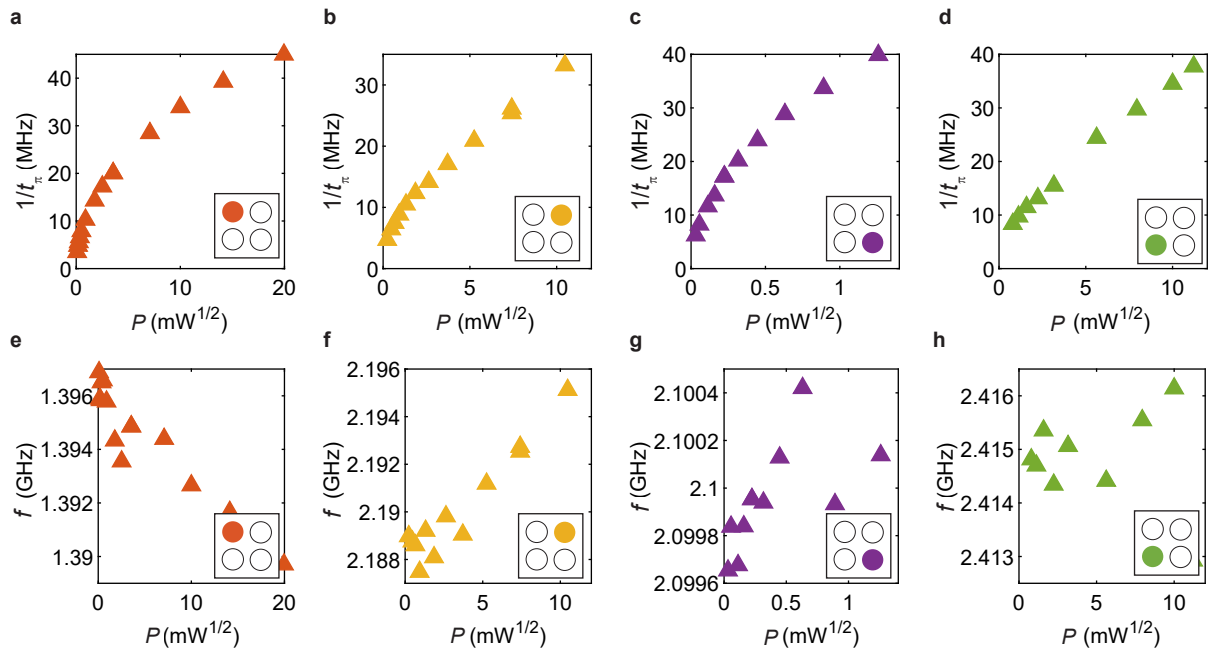 a
40
30
20
10
0
1/tπ (MHz)
0 10 20
P (mW1/2)
b
30
20
10
0
1/tπ (MHz)
0 5 10
P (mW1/2)
c
40
30
20
10
0
1/tπ (MHz)
0 0.5 1
P (mW1/2)
d
40
30
20
10
0
1/tπ (MHz)
0 5 10
P (mW1/2)
e
1.396
1.394
1.392
1.39
f (GHz)
0 10 20
P (mW1/2)
f
2.196
2.194
2.192
2.19
2.188
f (GHz)
0 5 10
P (mW1/2)
g
2.1004
2.1002
2.1
2.0998
2.0996
f (GHz)
0 0.5 1
P (mW1/2)
h
2.416
2.415
2.414
2.413
f (GHz)
0 5 10
P (mW1/2)